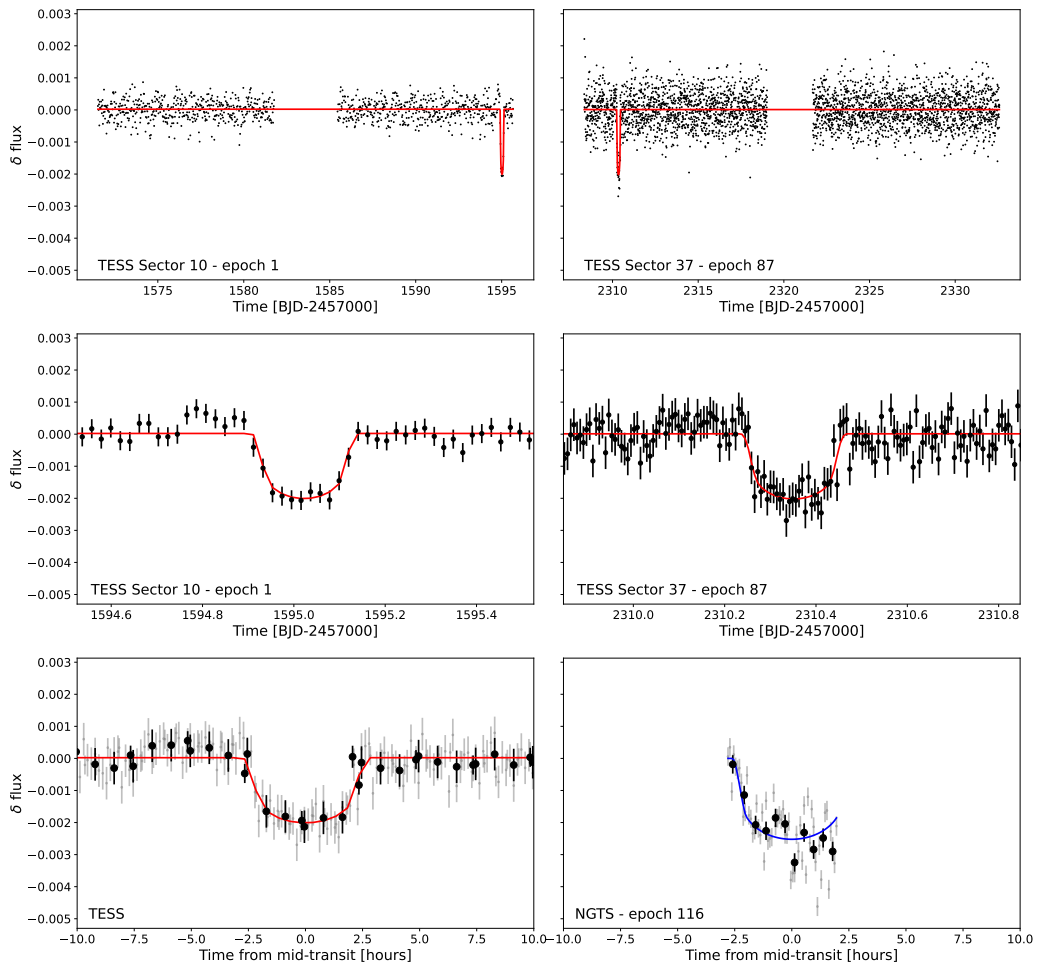 0.003
0.002
0.001
0.000
−0.001
−0.002
−0.003
−0.004
−0.005
δ flux
TESS Sector 10 - epoch 1
1575 1580 1585 1590 1595
Time [BJD-2457000]
TESS Sector 37 - epoch 87
2310 2315 2320 2325 2330
Time [BJD-2457000]
0.003
0.002
0.001
0.000
−0.001
−0.002
−0.003
−0.004
−0.005
δ flux
TESS Sector 10 - epoch 1
1594.6 1594.8 1595.0 1595.2 1595.4
Time [BJD-2457000]
TESS Sector 37 - epoch 87
2310.0 2310.2 2310.4 2310.6 2310.8
Time [BJD-2457000]
0.003
0.002
0.001
0.000
−0.001
−0.002
−0.003
−0.004
−0.005
δ flux
TESS
−10.0 −7.5 −5.0 −2.5 0.0 2.5 5.0 7.5 10.0
Time from mid-transit [hours]
NGTS - epoch 116
−10.0 −7.5 −5.0 −2.5 0.0 2.5 5.0 7.5 10.0
Time from mid-transit [hours]